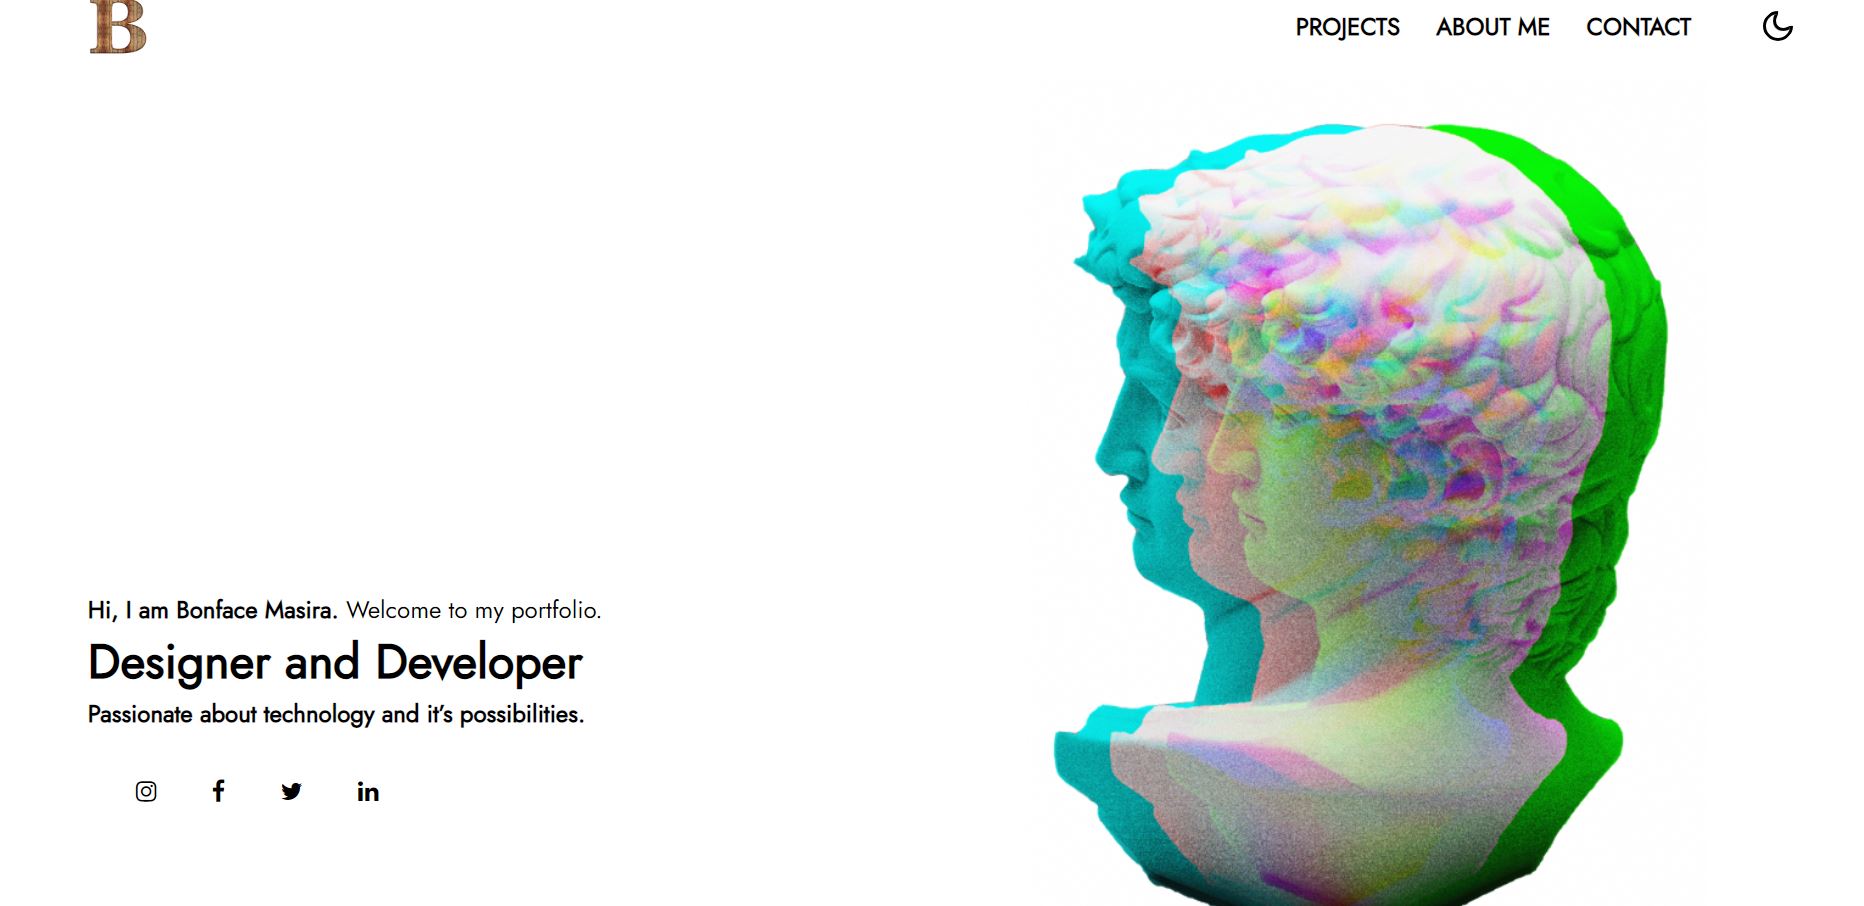 B
PROJECTS ABOUT ME CONTACT
Hi, I am Bonface Masira. Welcome to my portfolio.
Designer and Developer
Passionate about technology and it's possibilities.